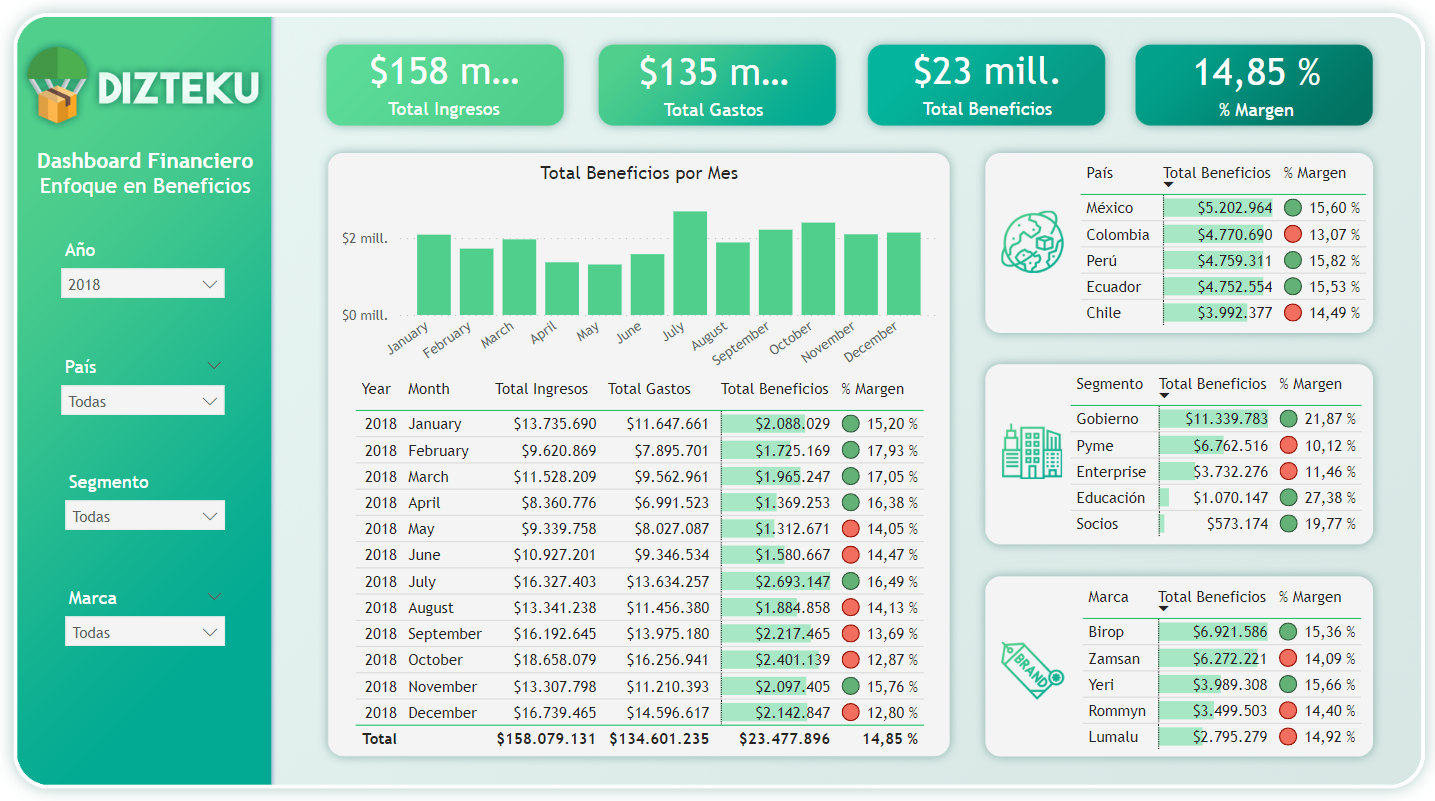 DIZTEKU
Dashboard Financiero
Enfoque en Beneficios
Año
2018
País
Todas
Segmento
Todas
Marca
Todas
$158 m...
Total Ingresos
$135 m...
Total Gastos
$23 mill.
Total Beneficios
14,85 %
% Margen
Total Beneficios por Mes
$2 mill.
$0 mill.
January February March April May June July August September October November December
Year Month Total Ingresos Total Gastos Total Beneficios % Margen
2018 January $13.735.690 $11.647.661 $2.088.029 15,20 %
2018 February $9.620.869 $7.895.701 $1.725.169 17,93 %
2018 March $11.528.209 $9.562.961 $1.965.247 17,05 %
2018 April $8.360.776 $6.991.523 $1.369.253 16,38 %
2018 May $9.339.758 $8.027.087 $1.312.671 14,05 %
2018 June $10.927.201 $9.346.534 $1.580.667 14,47 %
2018 July $16.327.403 $13.634.257 $2.693.147 16,49 %
2018 August $13.341.238 $11.456.380 $1.884.858 14,13 %
2018 September $16.192.645 $13.975.180 $2.217.465 13,69 %
2018 October $18.658.079 $16.256.941 $2.401.139 12,87 %
2018 November $13.307.798 $11.210.393 $2.097.405 15,76 %
2018 December $16.739.465 $14.596.617 $2.142.847 12,80 %
Total $158.079.131 $134.601.235 $23.477.896 14,85 %
País Total Beneficios % Margen
México $5.202.964 15,60 %
Colombia $4.770.690 13,07 %
Perú $4.759.311 15,82 %
Ecuador $4.752.554 15,53 %
Chile $3.992.377 14,49 %
Segmento Total Beneficios % Margen
Gobierno $11.339.783 21,87 %
Pyme $6.762.516 10,12 %
Enterprise $3.732.276 11,46 %
Educación $1.070.147 27,38 %
Socios $573.174 19,77 %
Marca Total Beneficios % Margen
Birop $6.921.586 15,36 %
Zamsan $6.272.221 14,09 %
Yeri $3.989.308 15,66 %
Rommyn $3.499.503 14,40 %
Lumalu $2.795.279 14,92 %
BRAND